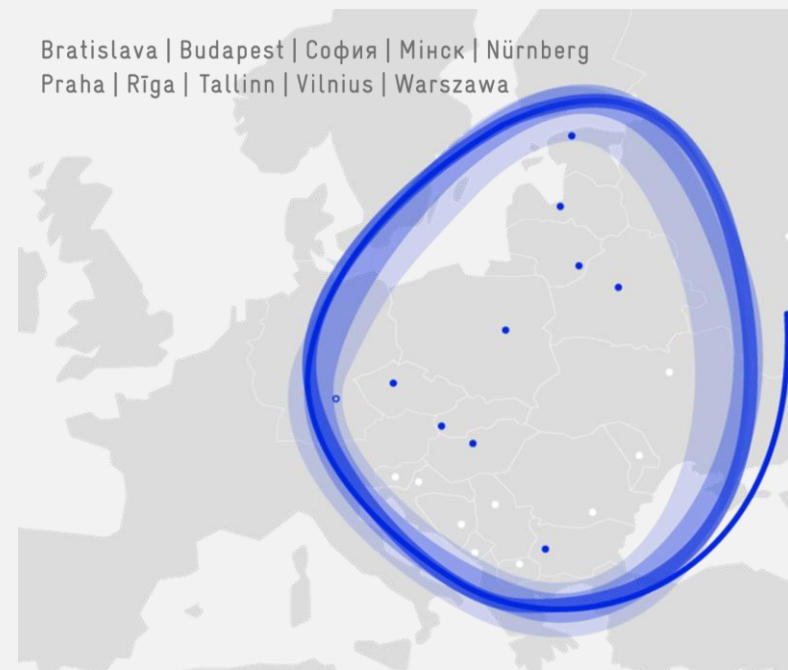 Bratislava | Budapest | София | Мінск | Nürnberg
Praha | Rīga | Tallinn | Vilnius | Warszawa